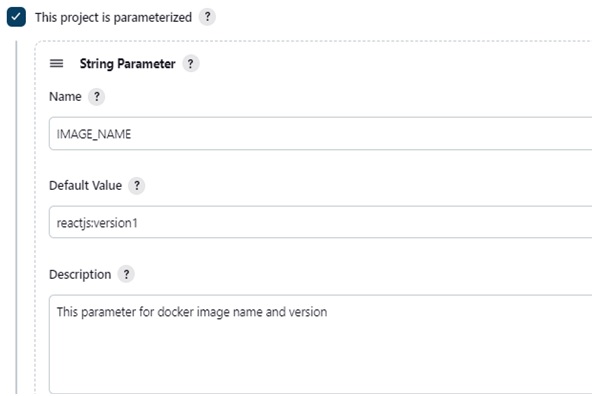 This project is parameterized ?
String Parameter ?
Name ?
IMAGE_NAME
Default Value ?
reactjs:version1
Description ?
This parameter for docker image name and version